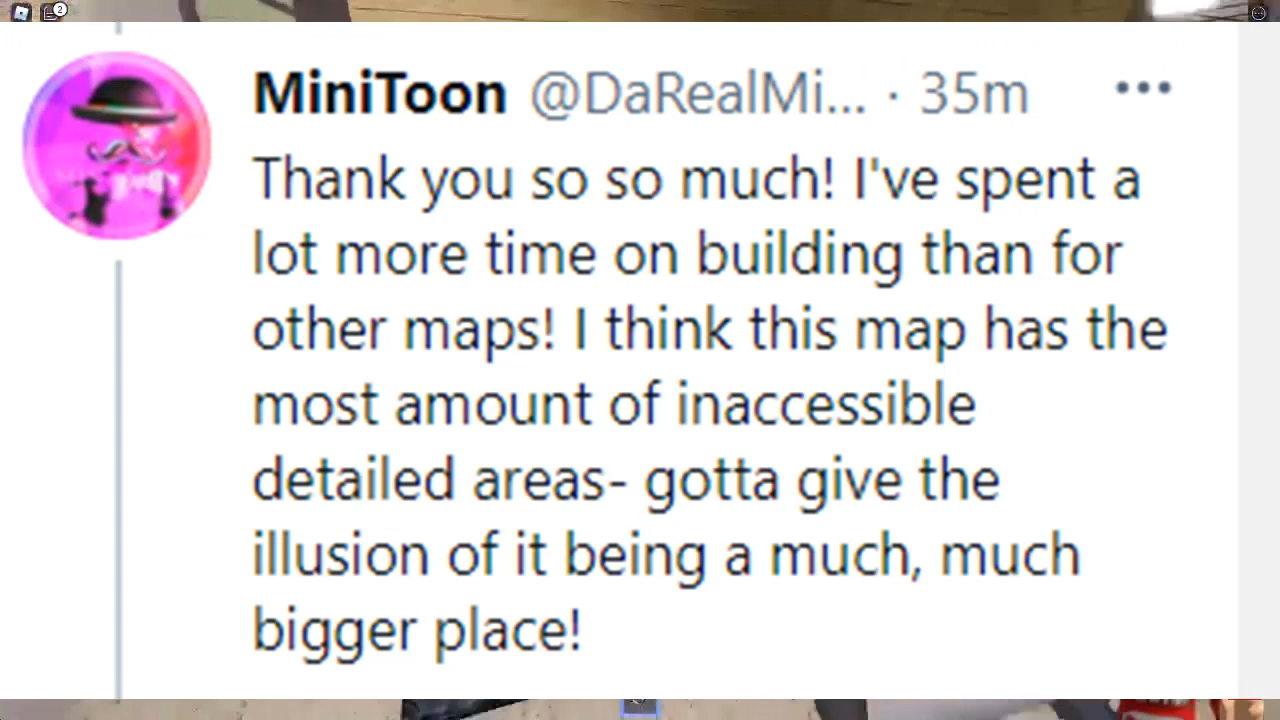 2
MiniToon @DaRealMi... · 35m
Thank you so so much! I've spent a
lot more time on building than for
other maps! I think this map has the
most amount of inaccessible
detailed areas- gotta give the
illusion of it being a much, much
bigger place!